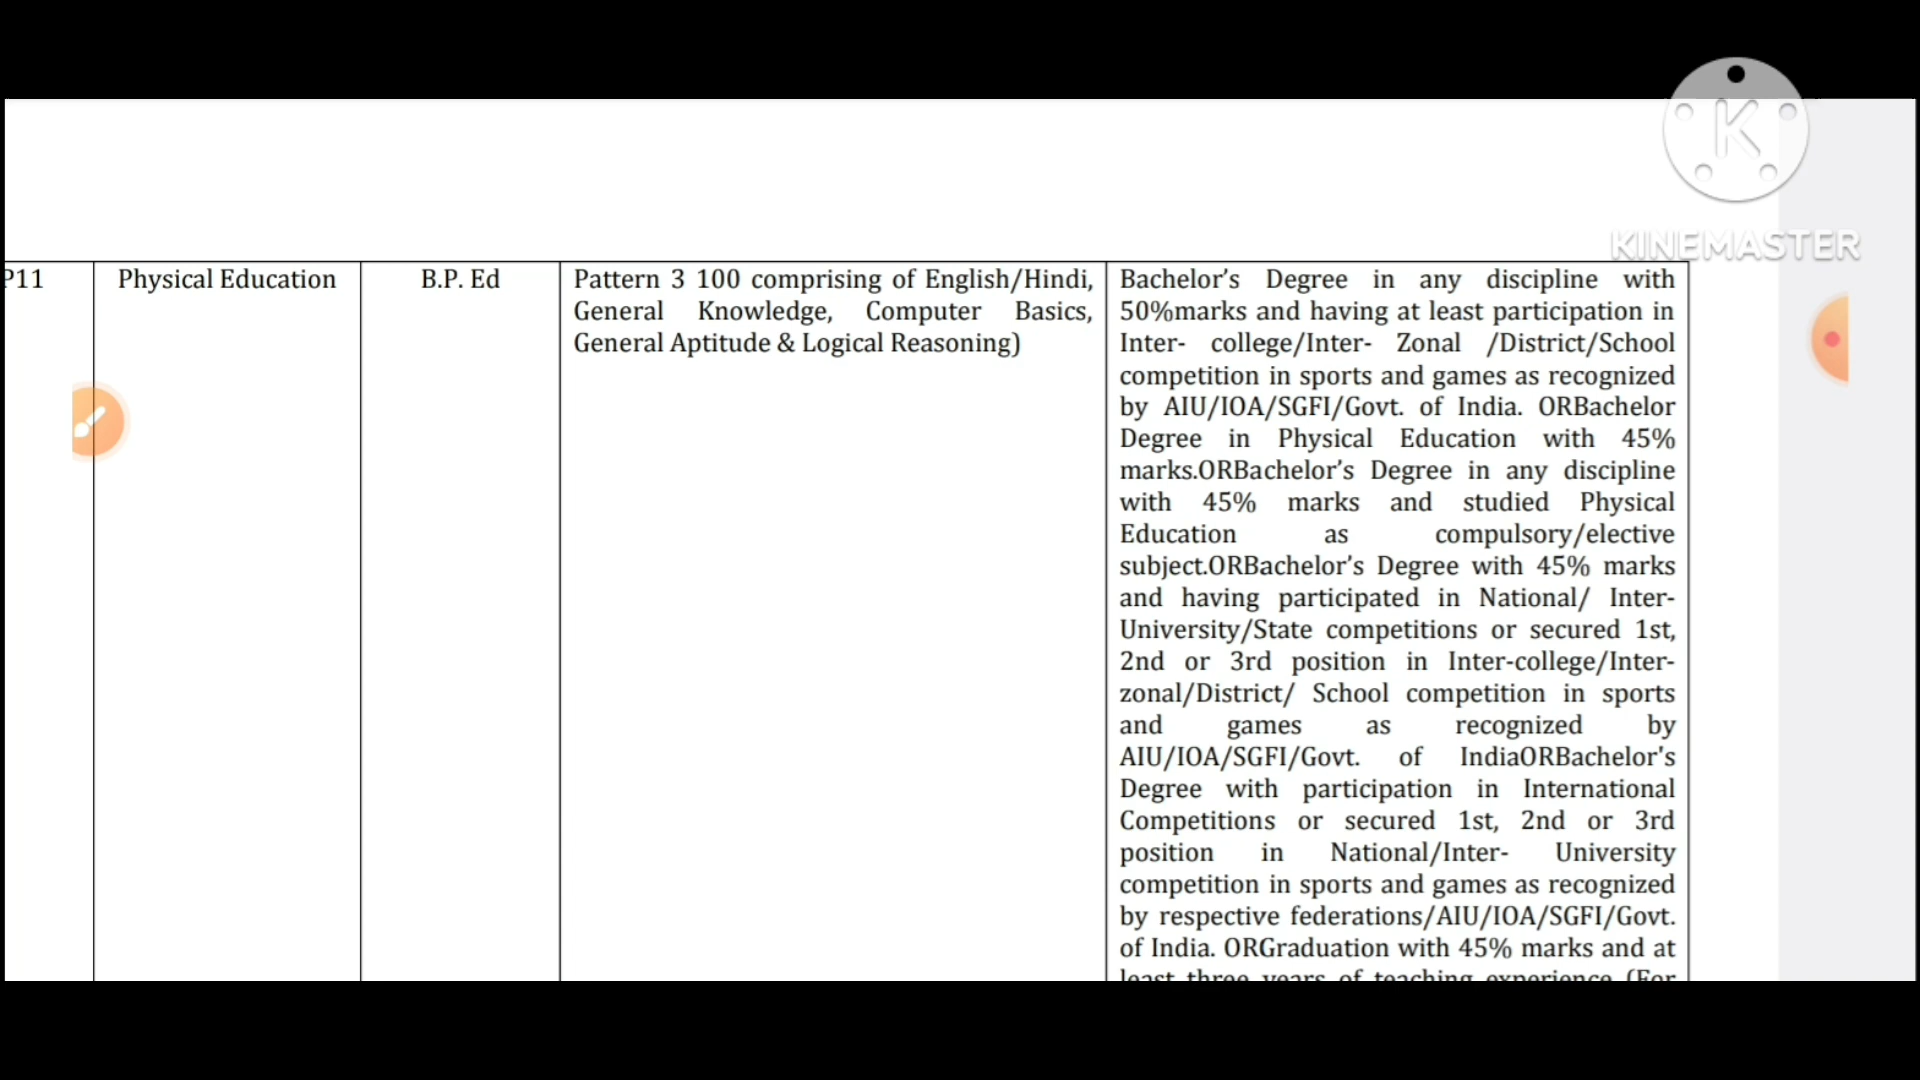 K
KINEMASTER
P11
Physical Education
B.P. Ed
Pattern 3 100 comprising of English/Hindi,
General Knowledge, Computer Basics,
General Aptitude & Logical Reasoning)
Bachelor’s Degree in any discipline with
50%marks and having at least participation in
Inter- college/Inter- Zonal /District/School
competition in sports and games as recognized
by AIU/IOA/SGFI/Govt. of India. ORBachelor
Degree in Physical Education with 45%
marks.ORBachelor’s Degree in any discipline
with 45% marks and studied Physical
Education as compulsory/elective
subject.ORBachelor’s Degree with 45% marks
and having participated in National/ Inter-
University/State competitions or secured 1st,
2nd or 3rd position in Inter-college/Inter-
zonal/District/ School competition in sports
and games as recognized by
AIU/IOA/SGFI/Govt. of IndiaORBachelor's
Degree with participation in International
Competitions or secured 1st, 2nd or 3rd
position in National/Inter- University
competition in sports and games as recognized
by respective federations/AIU/IOA/SGFI/Govt.
of India. ORGraduation with 45% marks and at
least three years of teaching experience (For